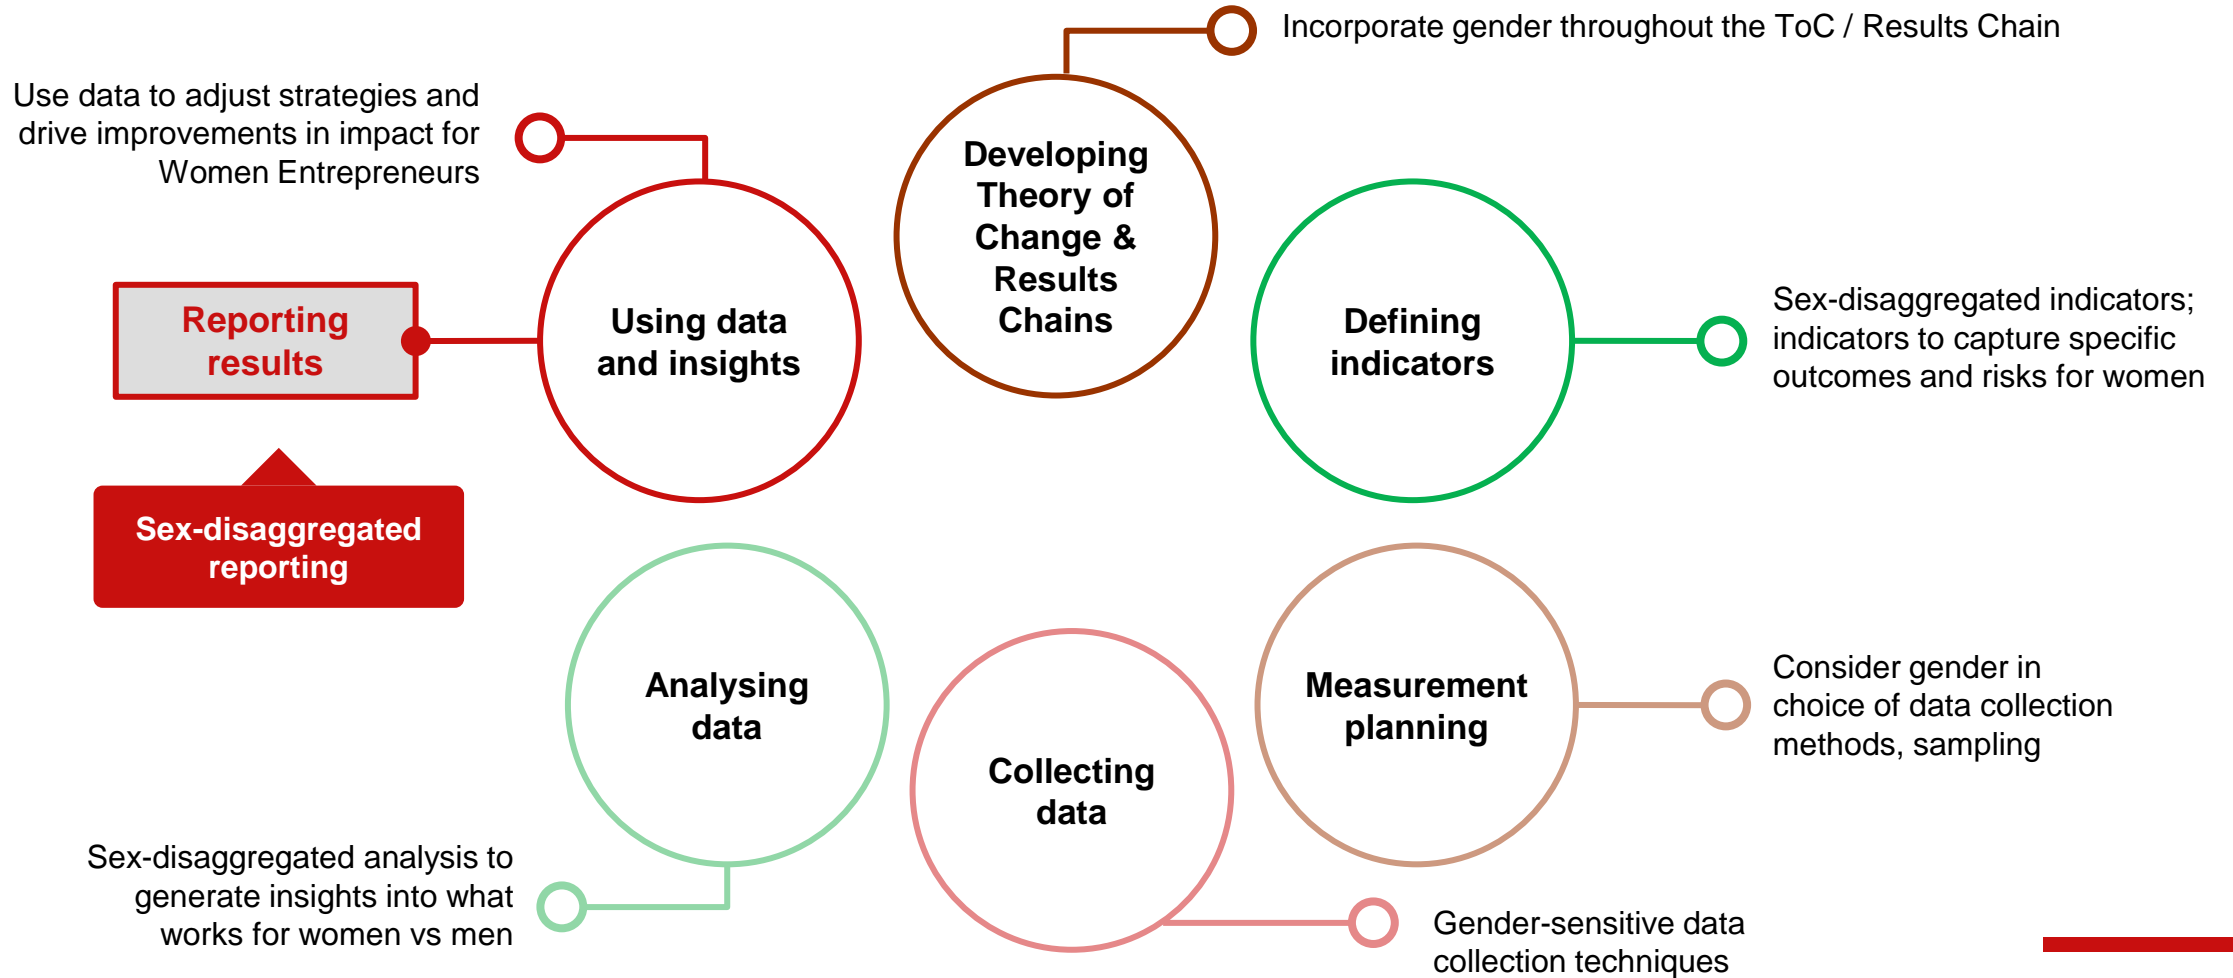 Incorporate gender throughout the ToC / Results Chain
Use data to adjust strategies and
drive improvements in impact for
Women Entrepreneurs
Developing
Theory of
Change &
Results
Chains
Reporting
results
Using data
and insights
Defining
indicators
Sex-disaggregated indicators;
indicators to capture specific
outcomes and risks for women
Sex-disaggregated
reporting
Analysing
data
Collecting
data
Measurement
planning
Consider gender in
choice of data collection
methods, sampling
Sex-disaggregated analysis to
generate insights into what
works for women vs men
Gender-sensitive data
collection techniques